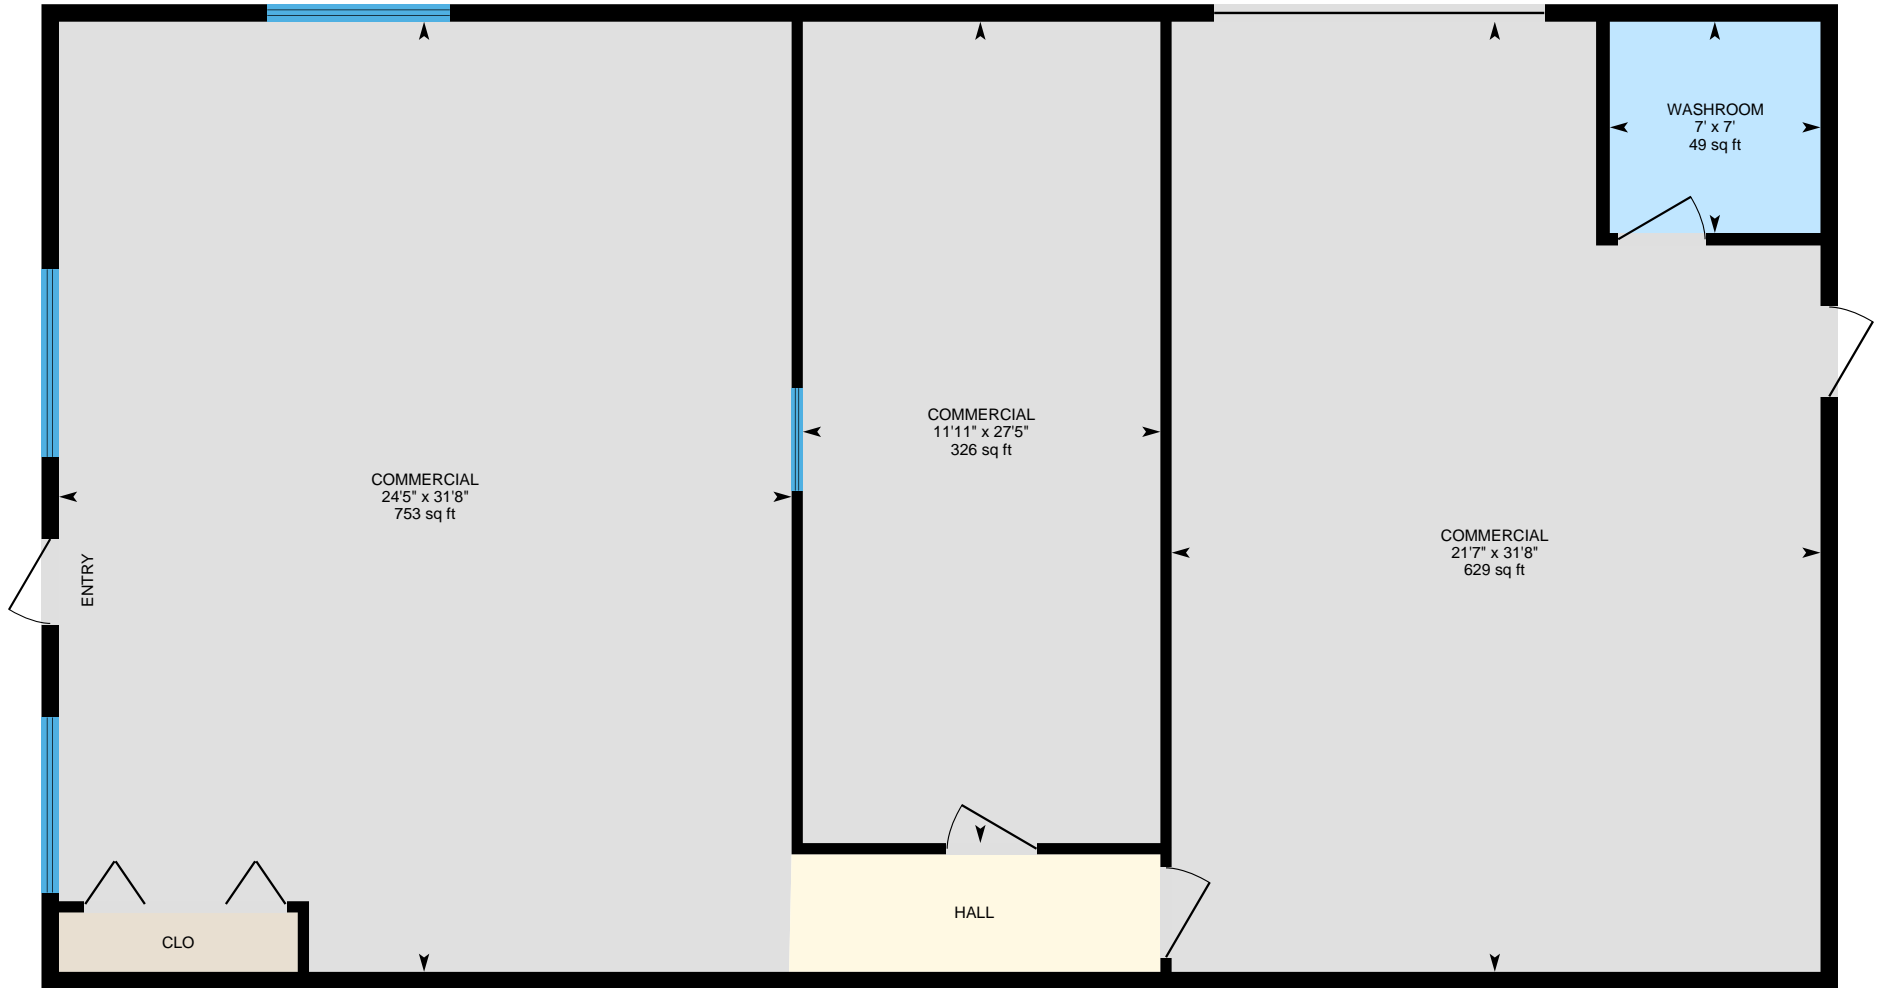 WASHROOM
7' x 7'
49 sq ft
COMMERCIAL
11'11" x 27'5"
326 sq ft
COMMERCIAL
24'5" x 31'8"
753 sq ft
COMMERCIAL
21'7" x 31'8"
629 sq ft
ENTRY
HALL
CLO